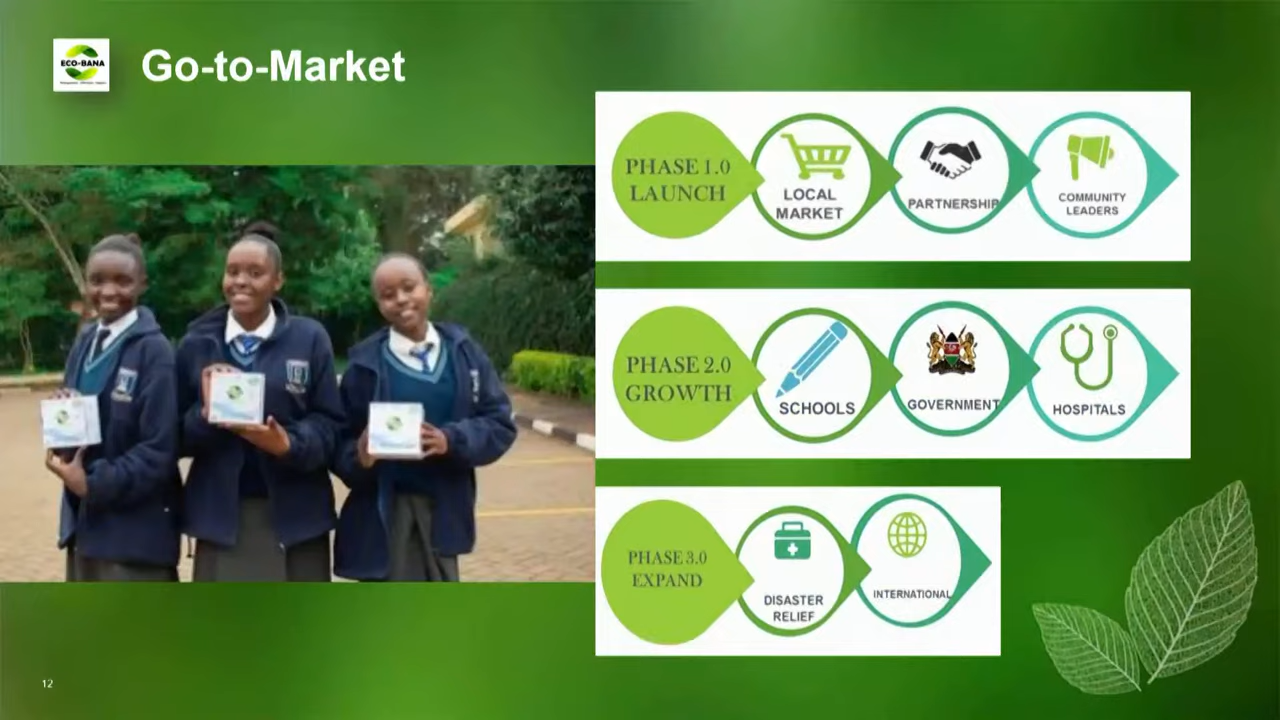 ECO-BANA
Go-to-Market
PHASE 1.0
LAUNCH
LOCAL
MARKET
PARTNERSHIP
COMMUNITY
LEADERS
PHASE 2.0
GROWTH
SCHOOLS
GOVERNMENT
HOSPITALS
PHASE 3.0
EXPAND
DISASTER
RELIEF
INTERNATIONAL
12